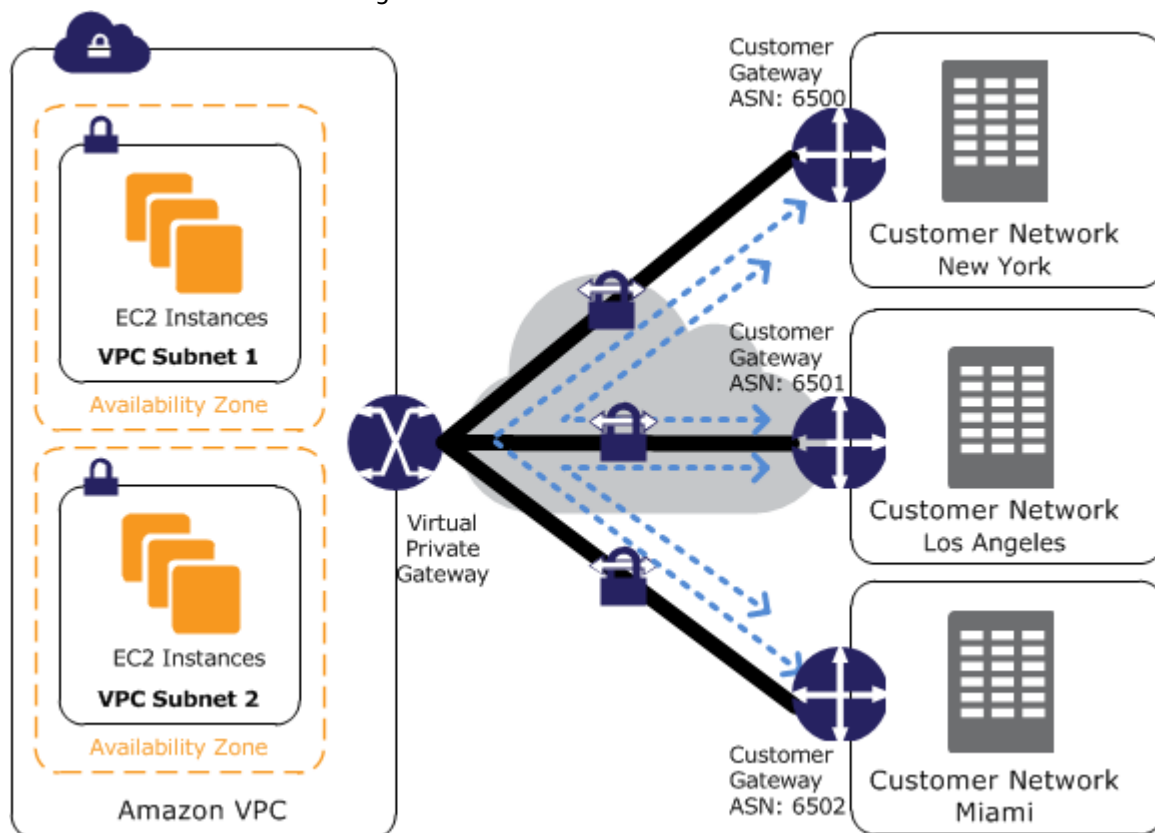 Customer
Gateway
ASN: 6500
Customer Network
New York
EC2 Instances
VPC Subnet 1
Availability Zone
Customer
Gateway
ASN: 6501
Customer Network
Los Angeles
Virtual
Private
Gateway
EC2 Instances
VPC Subnet 2
Availability Zone
Amazon VPC
Customer
Gateway
ASN: 6502
Customer Network
Miami